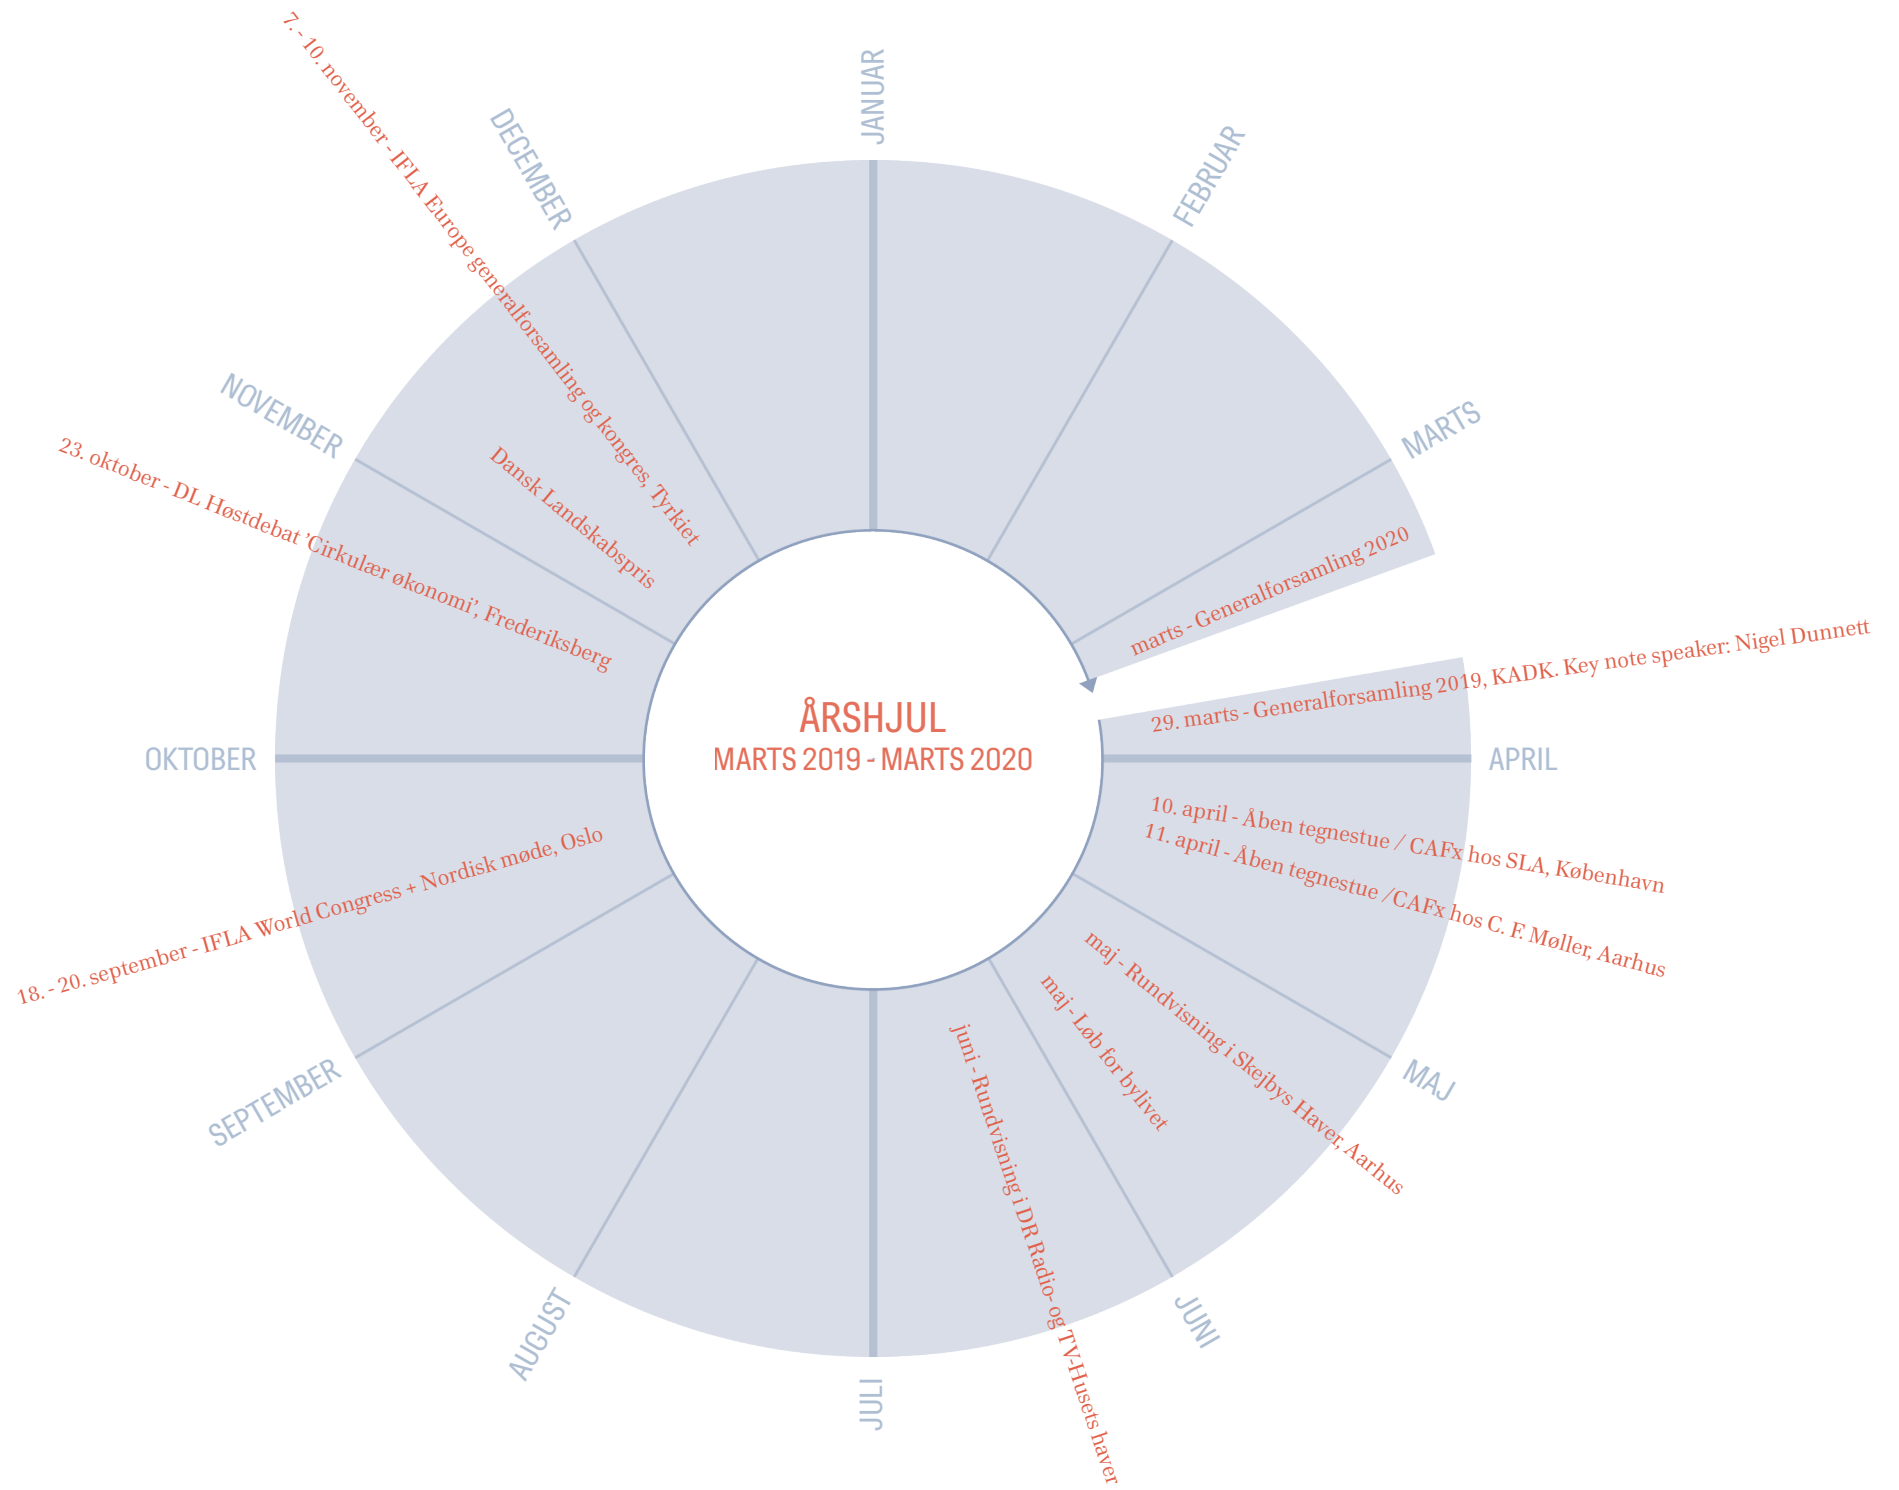 ÅRSHJUL
MARTS 2019 - MARTS 2020
JANUAR
FEBRUAR
MARTS
marts - Generalforsamling 2020
29. marts - Generalforsamling 2019, KADK. Key note speaker: Nigel Dunnett
APRIL
10. april - Åben tegnestue / CAFx hos SLA, København
11. april - Åben tegnestue /CAFx hos C. F. Møller, Aarhus
MAJ
maj - Rundvisning i Skejbys Haver, Aarhus
maj - Løb for bylivet
JUNI
juni - Rundvisning i DR Radio- og TV-Husets haver
JULI
AUGUST
SEPTEMBER
18. - 20. september - IFLA World Congress + Nordisk møde, Oslo
OKTOBER
23. oktober - DL Høstdebat ’Cirkulær økonomi’, Frederiksberg
NOVEMBER
Dansk Landskabspris
7. - 10. november - IFLA Europe generalforsamling og kongres, Tyrkiet
DECEMBER